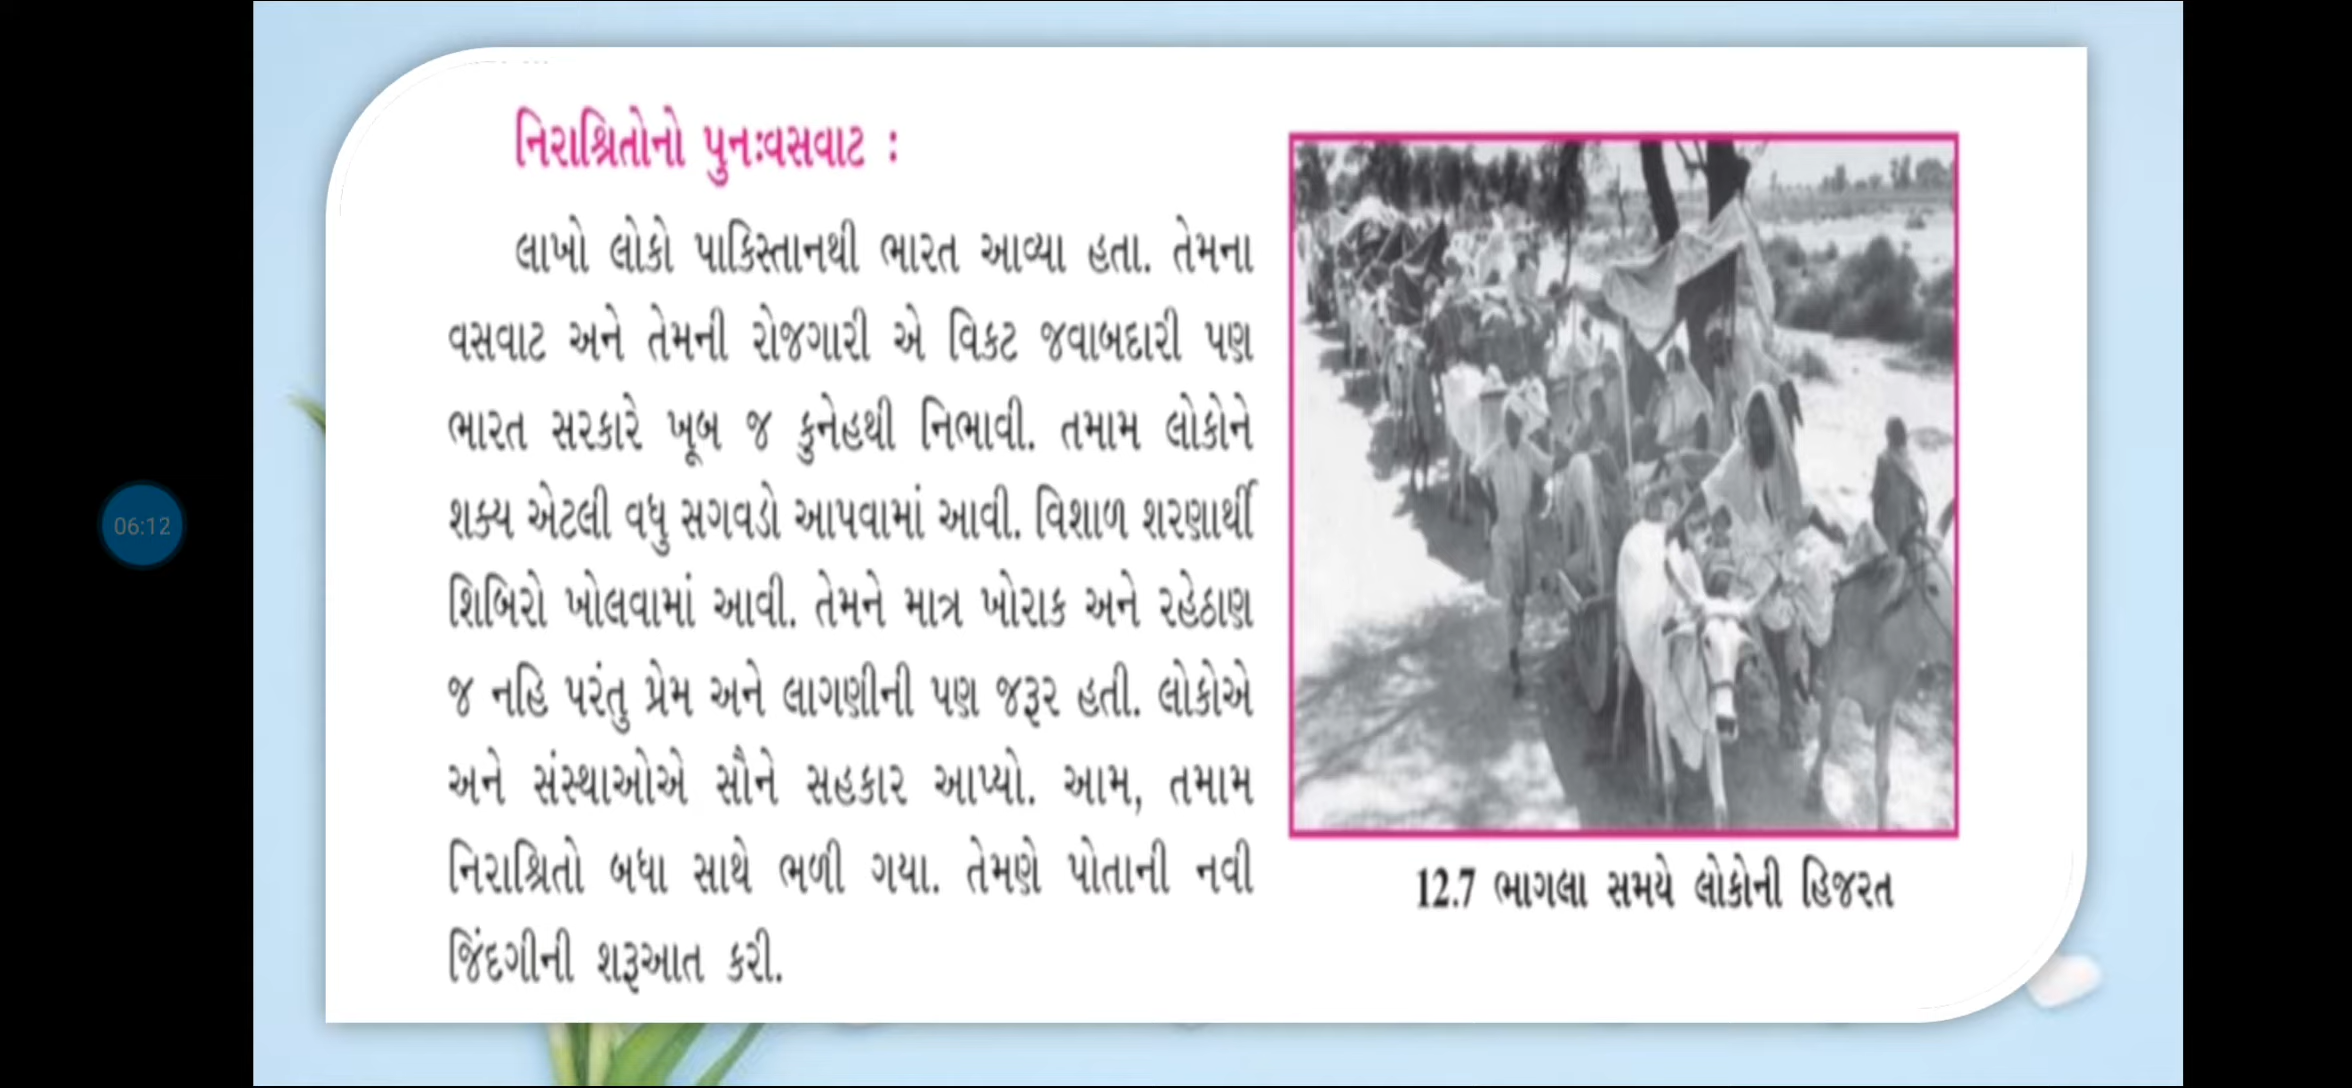 નિરાશ્રિતોનો પુનઃવસવાટ :
લાખો લોકો પાકિસ્તાનથી ભારત આવ્યા હતા. તેમના
વસવાટ અને તેમની રોજગારી એ વિકટ જવાબદારી પણ
ભારત સરકારે ખૂબ જ કુનેહથી નિભાવી. તમામ લોકોને
શક્ય એટલી વધુ સગવડો આપવામાં આવી. વિશાળ શરણાર્થી
શિબિરો ખોલવામાં આવી. તેમને માત્ર ખોરાક અને રહેઠાણ
જ નહિ પરંતુ પ્રેમ અને લાગણીની પણ જરૂર હતી. લોકોએ
અને સંસ્થાઓએ સૌને સહકાર આપ્યો. આમ, તમામ
નિરાશ્રિતો બધા સાથે ભળી ગયા. તેમણે પોતાની નવી
જિંદગીની શરૂઆત કરી.
12.7 ભાગલા સમયે લોકોની હિજરત
06:12